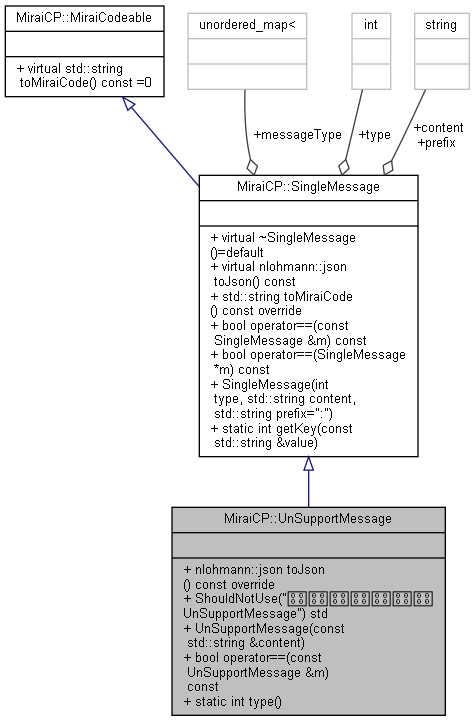 MiraiCP::MiraiCodeable
+ virtual std::string
toMiraiCode() const =0
unordered_map<
int
string
+messageType
+type
+content
+prefix
MiraiCP::SingleMessage
+ virtual ~SingleMessage
()=default
+ virtual nlohmann::json
toJson() const
+ std::string toMiraiCode
() const override
+ bool operator==(const
SingleMessage &m) const
+ bool operator==(SingleMessage
*m) const
+ SingleMessage(int
type, std::string content,
std::string prefix=":")
+ static int getKey(const
std::string &value)
MiraiCP::UnSupportMessage
+ nlohmann::json toJson
() const override
+ ShouldNotUse("
UnSupportMessage") std
+ UnSupportMessage(const
std::string &content)
+ bool operator==(const
UnSupportMessage &m)
const
+ static int type()